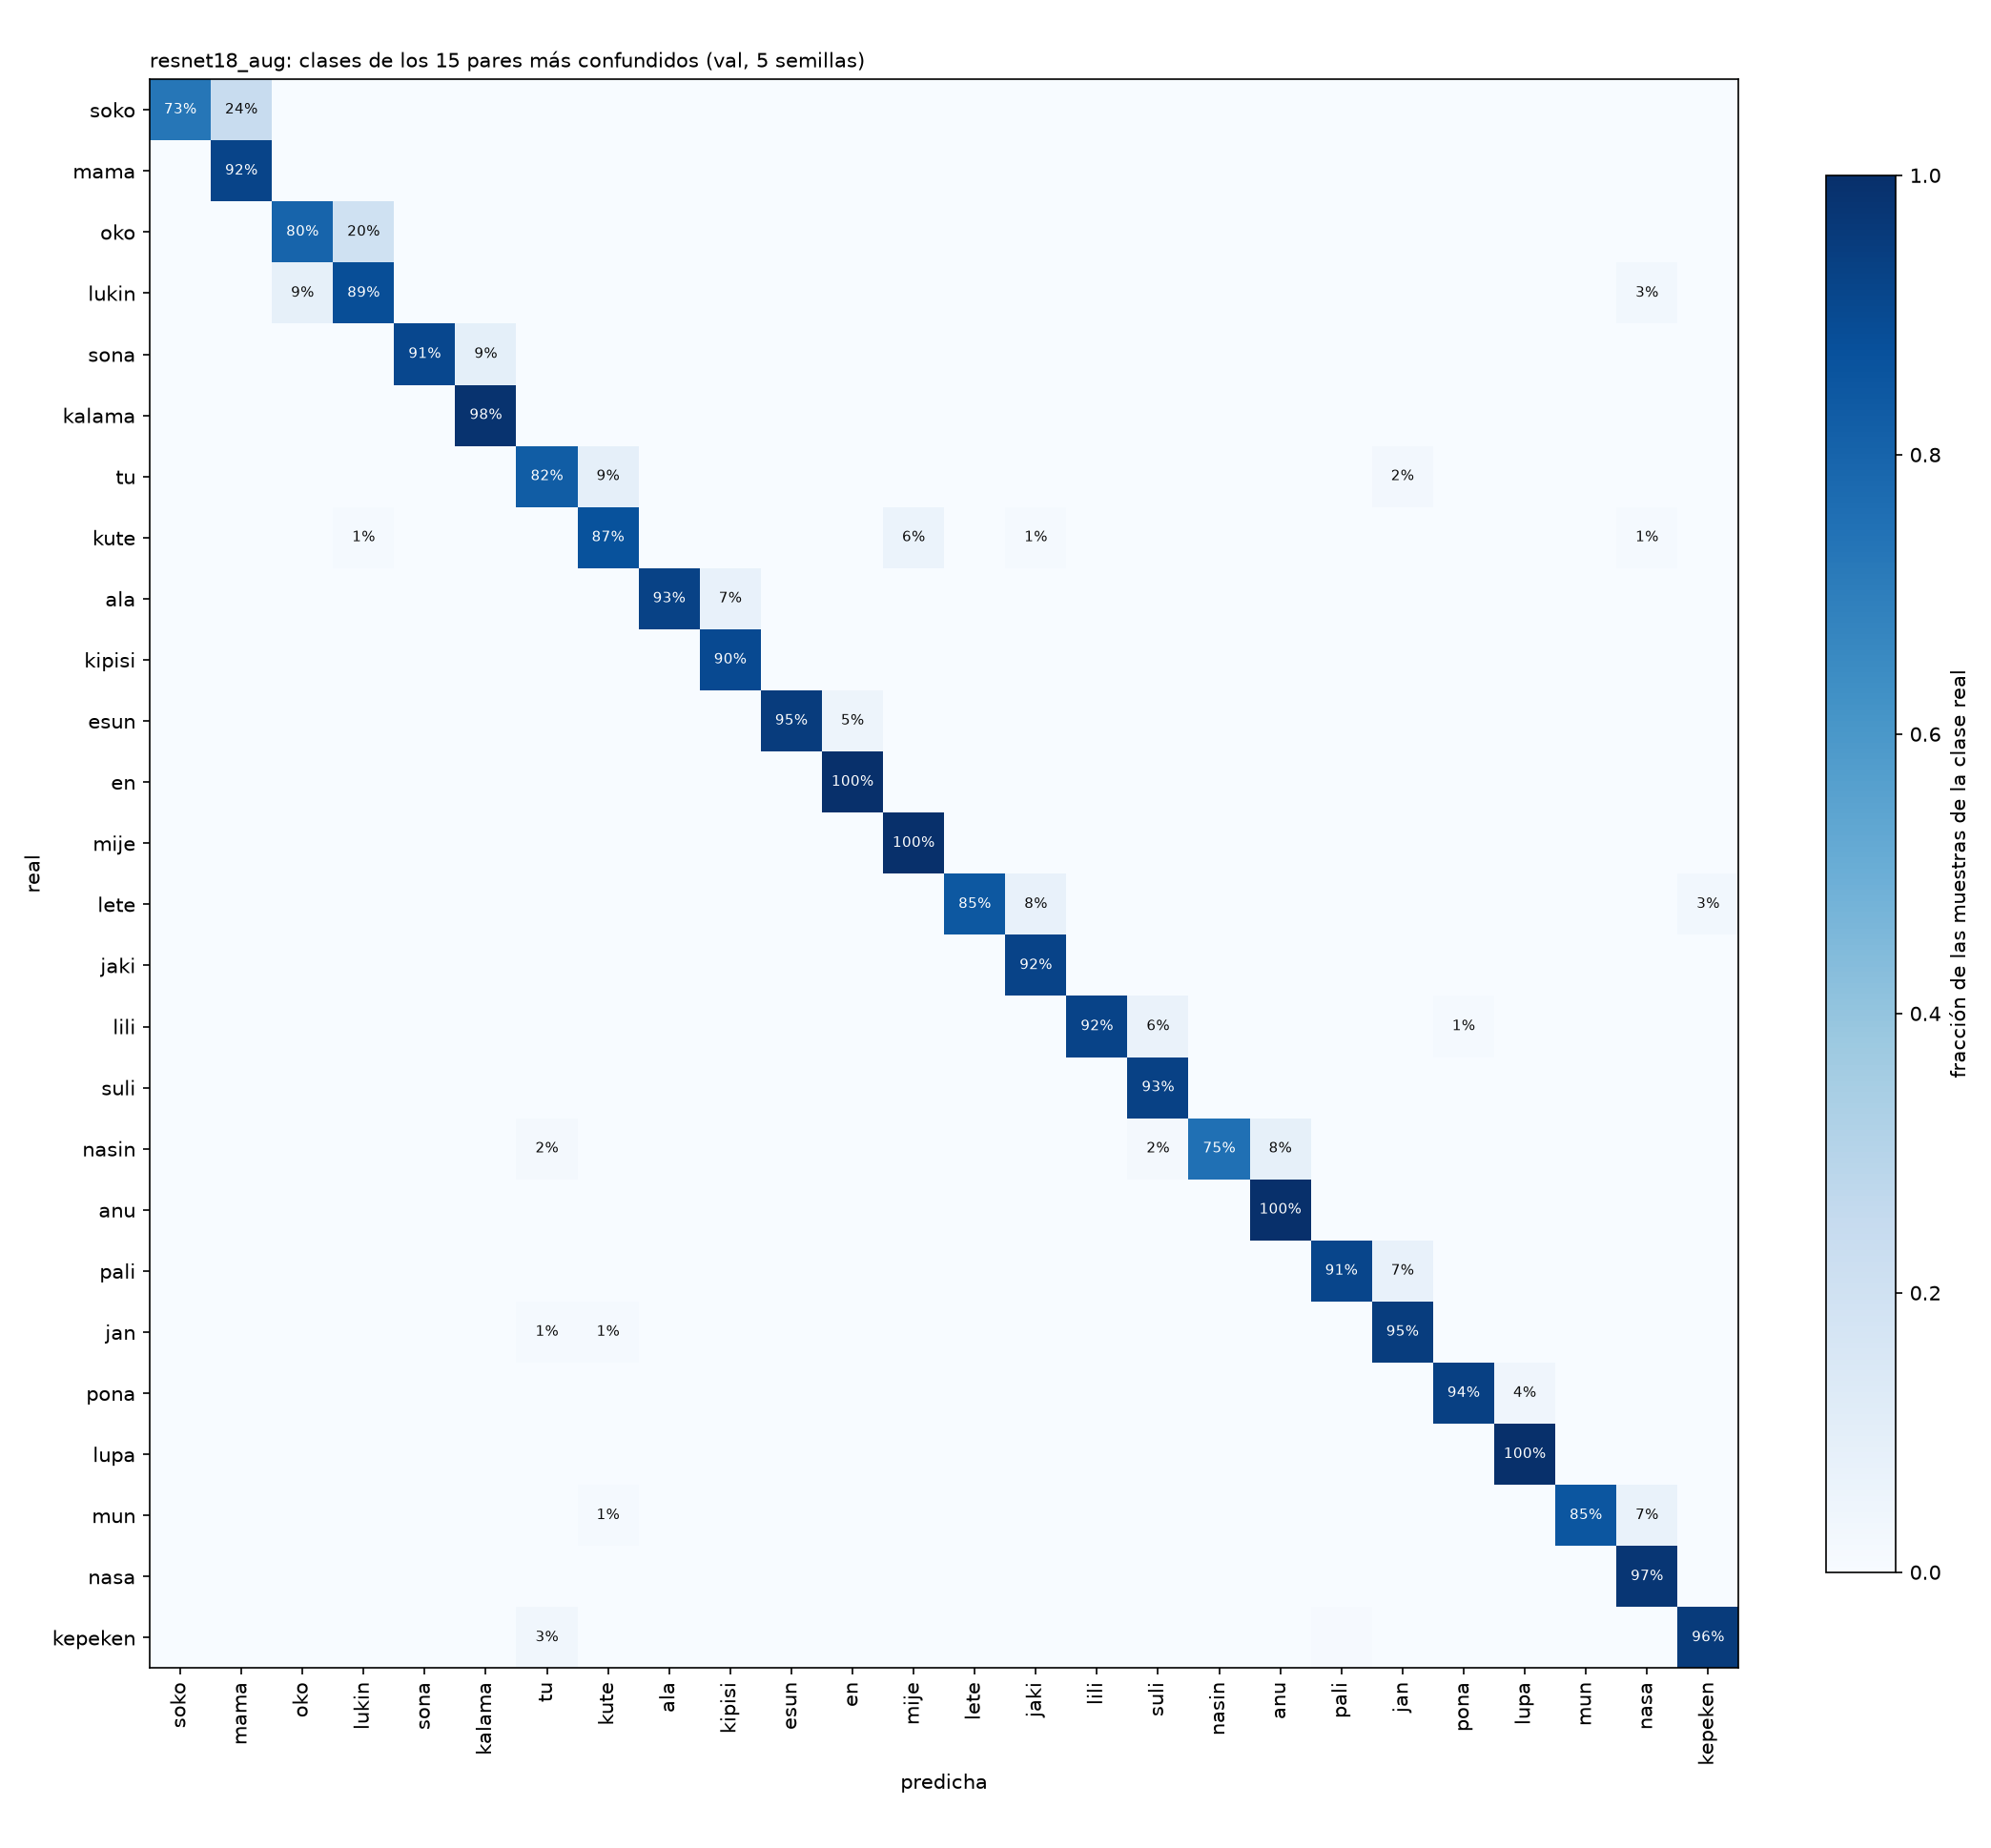 resnet18_aug: clases de los 15 pares más confundidos (val, 5 semillas)
soko 73% 24%
mama 92%
oko 80% 20%
lukin 9% 89% 3%
sona 91% 9%
kalama 98%
tu 82% 9% 2%
kute 1% 87% 6% 1% 1%
ala 93% 7%
kipisi 90%
esun 95% 5%
en 100%
mije 100%
lete 85% 8% 3%
jaki 92%
lili 92% 6% 1%
suli 93%
nasin 2% 2% 75% 8%
anu 100%
pali 91% 7%
jan 1% 1% 95%
pona 94% 4%
lupa 100%
mun 1% 85% 7%
nasa 97%
kepeken 3% 96%
real
soko mama oko lukin sona kalama tu kute ala kipisi esun en mije lete jaki lili suli nasin anu pali jan pona lupa mun nasa kepeken
predicha
1.0
0.8
0.6
0.4
0.2
0.0
fracción de las muestras de la clase real